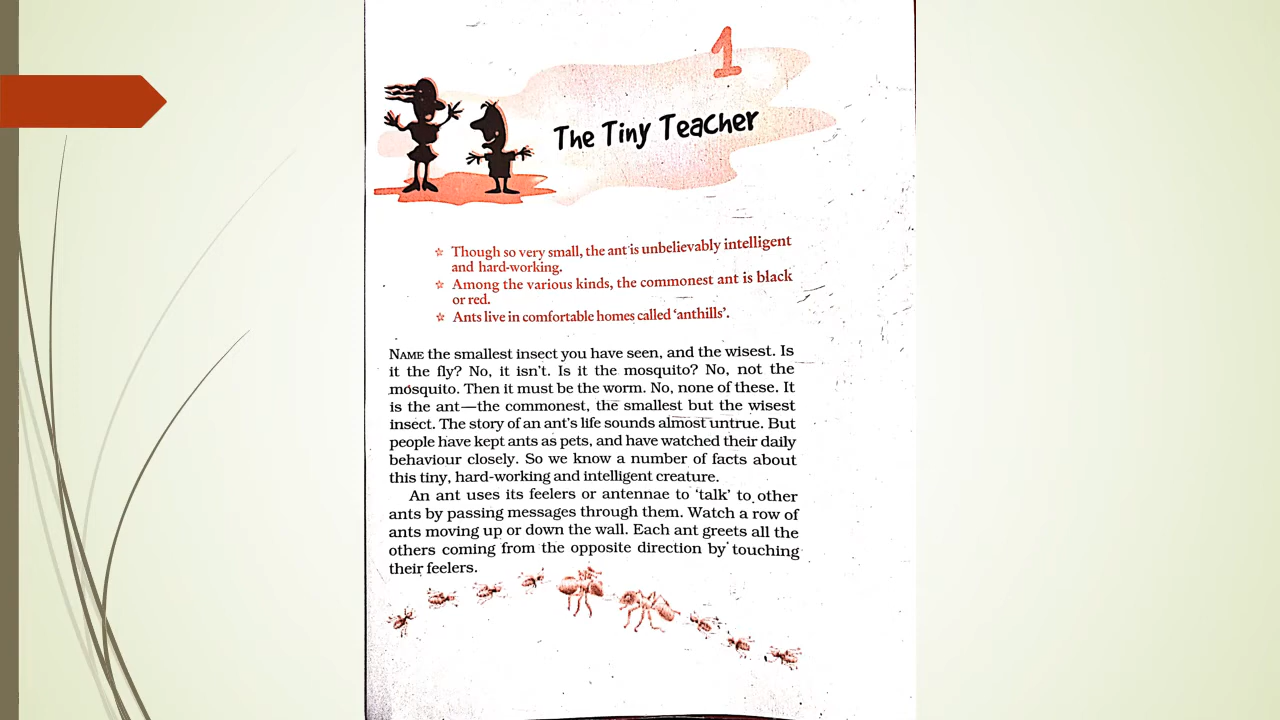 1
The Tiny Teacher
☆ Though so very small, the ant is unbelievably intelligent
and hard-working.
☆ Among the various kinds, the commonest ant is black
or red.
☆ Ants live in comfortable homes called ‘anthills’.
NAME the smallest insect you have seen, and the wisest. Is
it the fly? No, it isn't. Is it the mosquito? No, not the
mosquito. Then it must be the worm. No, none of these. It
is the ant—the commonest, the smallest but the wisest
insect. The story of an ant's life sounds almost untrue. But
people have kept ants as pets, and have watched their daily
behaviour closely. So we know a number of facts about
this tiny, hard-working and intelligent creature.
An ant uses its feelers or antennae to ‘talk’ to other
ants by passing messages through them. Watch a row of
ants moving up or down the wall. Each ant greets all the
others coming from the opposite direction by touching
their feelers.